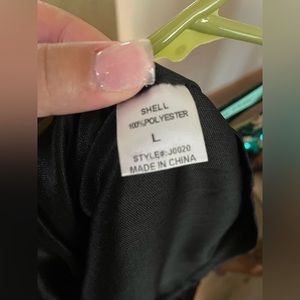 SHELL
100%POLYESTER
L
STYLE#:J0020
MADE IN CHINA